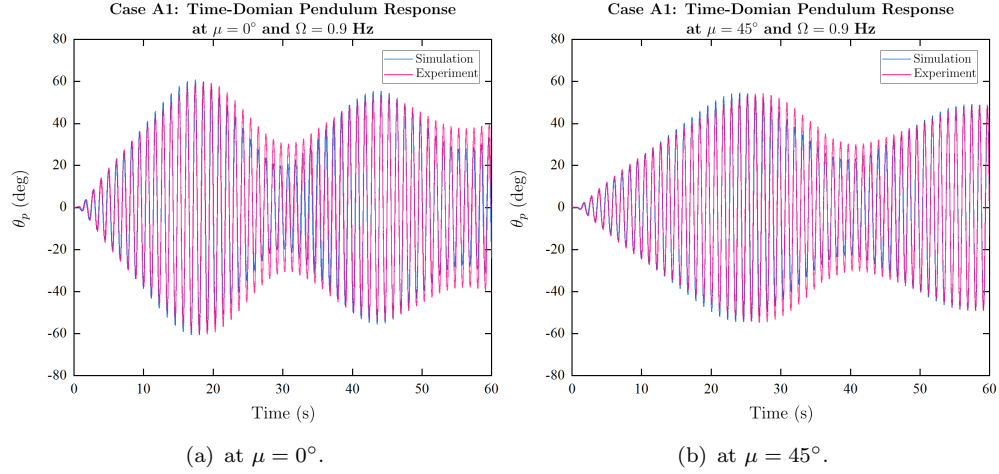 Case A1: Time-Domian Pendulum Response
at μ = 0° and Ω = 0.9 Hz
80
60
40
20
0
-20
-40
-60
-80
θp (deg)
Simulation
Experiment
0 10 20 30 40 50 60
Time (s)
(a) at μ = 0°.
Case A1: Time-Domian Pendulum Response
at μ = 45° and Ω = 0.9 Hz
80
60
40
20
0
-20
-40
-60
-80
θp (deg)
Simulation
Experiment
0 10 20 30 40 50 60
Time (s)
(b) at μ = 45°.